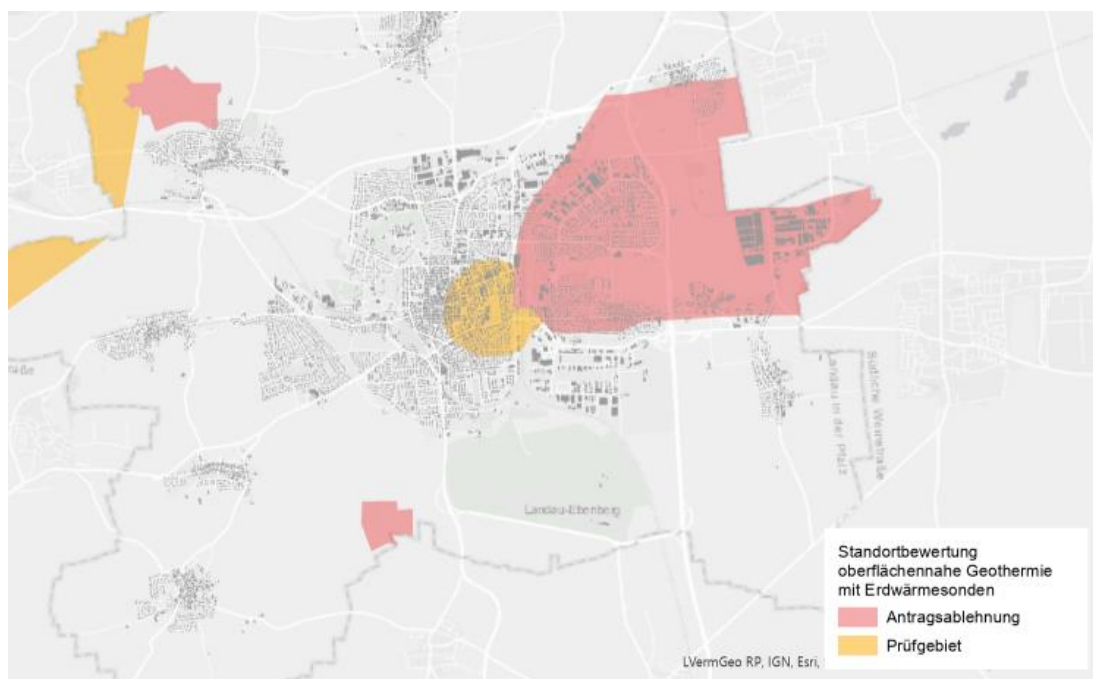 straße
Südliche Weinstraße
Landau in der Pfalz
Landau-Ebenberg
Standortbewertung
oberflächennahe Geothermie
mit Erdwärmesonden
Antragsablehnung
Prüfgebiet
LVermGeo RP, IGN, Esri,